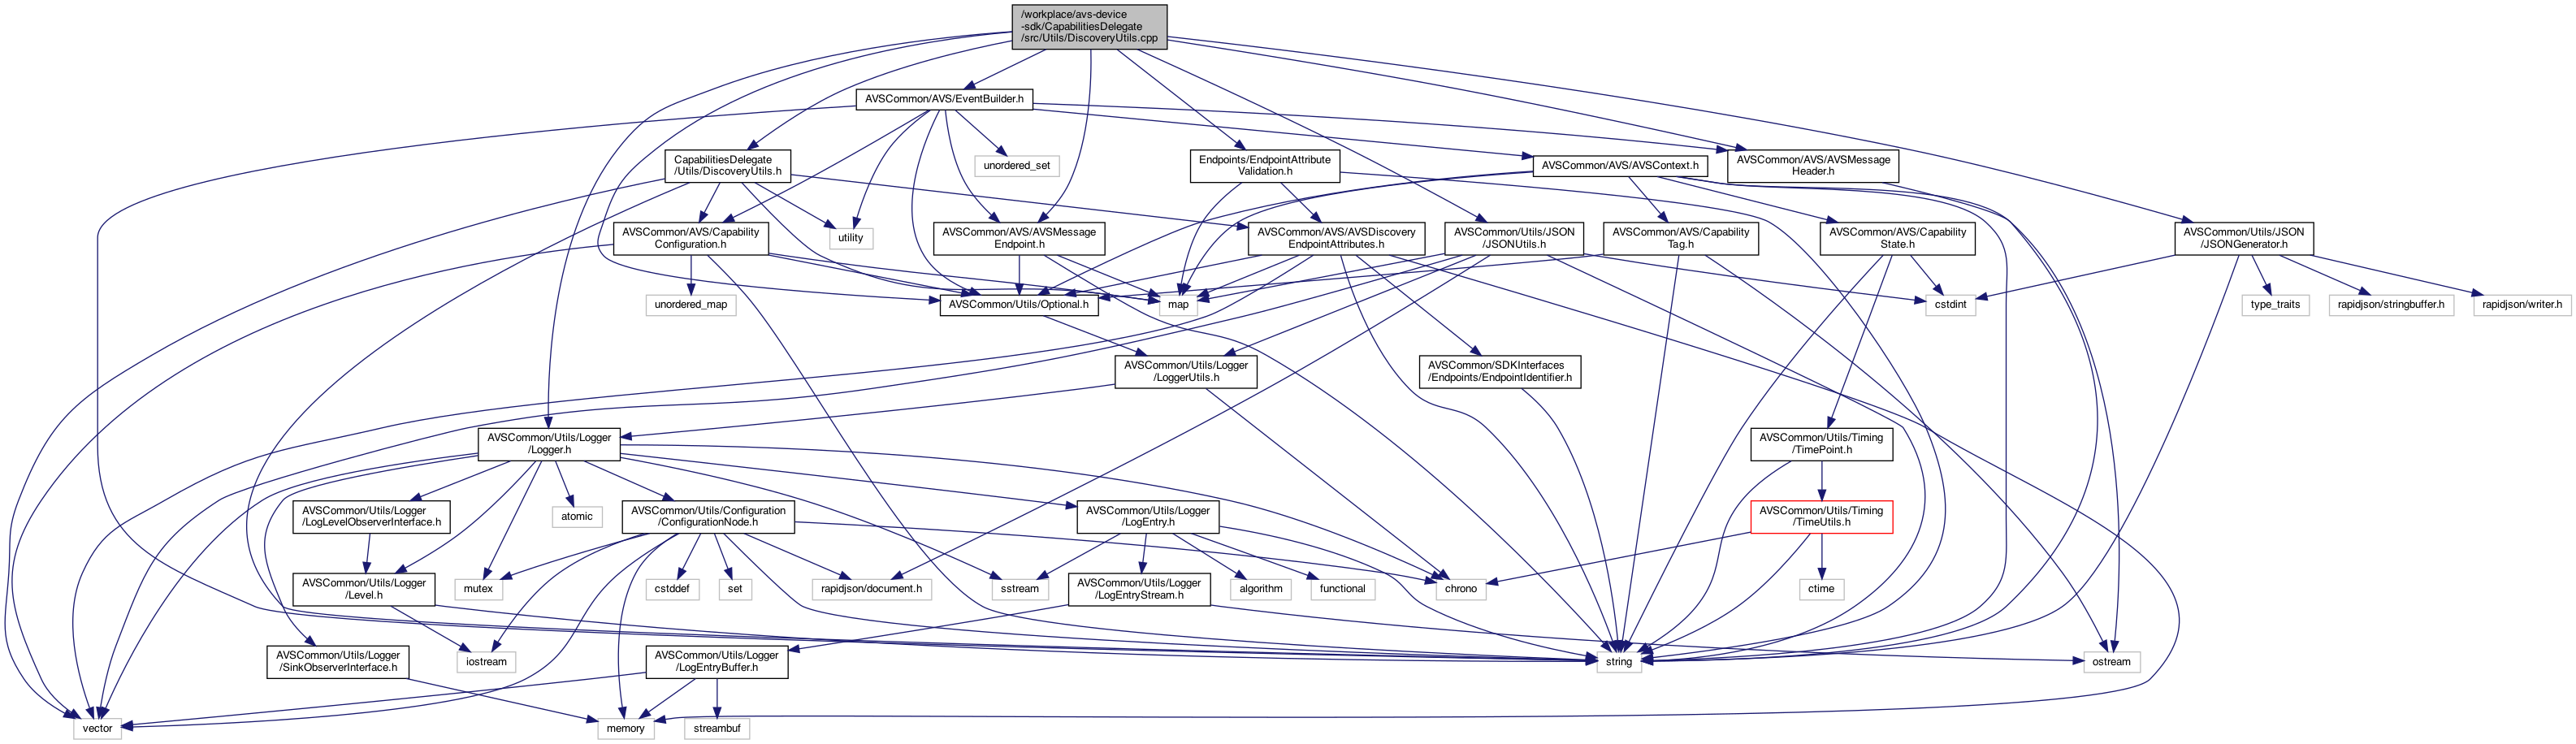 /workplace/avs-device
-sdk/CapabilitiesDelegate
/src/Utils/DiscoveryUtils.cpp
AVSCommon/AVS/EventBuilder.h
CapabilitiesDelegate
/Utils/DiscoveryUtils.h
unordered_set
Endpoints/EndpointAttribute
Validation.h
AVSCommon/AVS/AVSContext.h
AVSCommon/AVS/AVSMessage
Header.h
AVSCommon/AVS/Capability
Configuration.h
utility
AVSCommon/AVS/AVSMessage
Endpoint.h
AVSCommon/AVS/AVSDiscovery
EndpointAttributes.h
AVSCommon/Utils/JSON
/JSONUtils.h
AVSCommon/AVS/Capability
Tag.h
AVSCommon/AVS/Capability
State.h
AVSCommon/Utils/JSON
/JSONGenerator.h
unordered_map
AVSCommon/Utils/Optional.h
map
cstdint
type_traits
rapidjson/stringbuffer.h
rapidjson/writer.h
AVSCommon/Utils/Logger
/LoggerUtils.h
AVSCommon/SDKInterfaces
/Endpoints/EndpointIdentifier.h
AVSCommon/Utils/Logger
/Logger.h
AVSCommon/Utils/Timing
/TimePoint.h
AVSCommon/Utils/Logger
/LogLevelObserverInterface.h
atomic
AVSCommon/Utils/Configuration
/ConfigurationNode.h
AVSCommon/Utils/Logger
/LogEntry.h
AVSCommon/Utils/Timing
/TimeUtils.h
AVSCommon/Utils/Logger
/Level.h
mutex
cstddef
set
rapidjson/document.h
sstream
AVSCommon/Utils/Logger
/LogEntryStream.h
algorithm
functional
chrono
ctime
AVSCommon/Utils/Logger
/SinkObserverInterface.h
iostream
AVSCommon/Utils/Logger
/LogEntryBuffer.h
string
ostream
vector
memory
streambuf